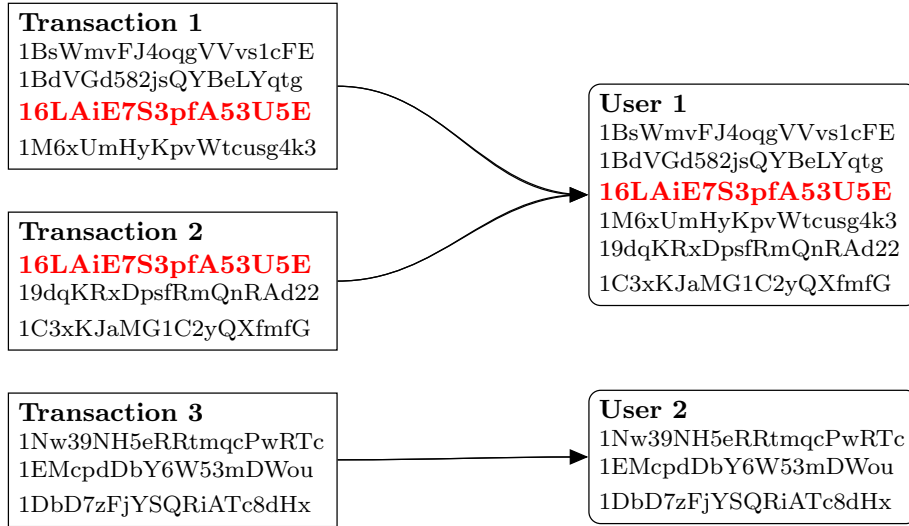 Transaction 1
1BsWmvFJ4oqgVVvs1cFE
1BdVGd582jsQYBeLYqtg
16LAiE7S3pfA53U5E
1M6xUmHyKpvWtcusg4k3
Transaction 2
16LAiE7S3pfA53U5E
19dqKRxDpsfRmQnRAd22
1C3xKJaMG1C2yQXfmfG
Transaction 3
1Nw39NH5eRRtmqcPwRTc
1EMcpdDbY6W53mDWou
1DbD7zFjYSQRiATc8dHx
User 1
1BsWmvFJ4oqgVVvs1cFE
1BdVGd582jsQYBeLYqtg
16LAiE7S3pfA53U5E
1M6xUmHyKpvWtcusg4k3
19dqKRxDpsfRmQnRAd22
1C3xKJaMG1C2yQXfmfG
User 2
1Nw39NH5eRRtmqcPwRTc
1EMcpdDbY6W53mDWou
1DbD7zFjYSQRiATc8dHx